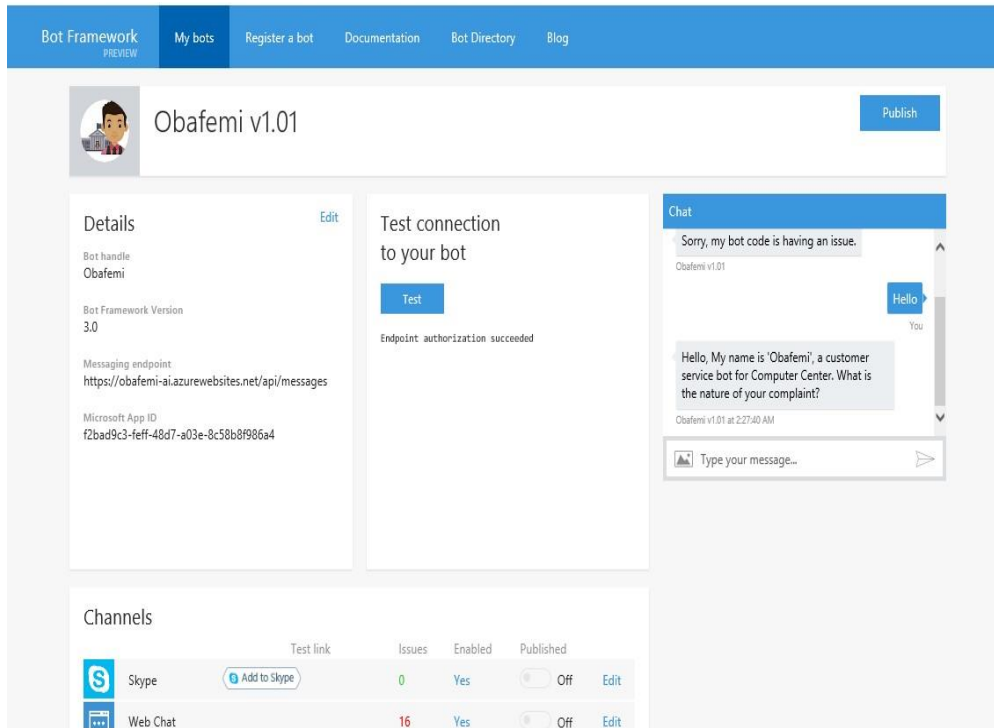 Bot Framework My bots Register a bot Documentation Bot Directory Blog
PREVIEW
Obafemi v1.01
Publish
Details Edit
Bot handle
Obafemi
Bot Framework Version
3.0
Messaging endpoint
https://obafemi-ai.azurewebsites.net/api/messages
Microsoft App ID
f2bad9c3-feff-48d7-a03e-8c58b8f986a4
Test connection
to your bot
Test
Endpoint authorization succeeded
Chat
Sorry, my bot code is having an issue.
Obafemi v1.01
Hello
You
Hello, My name is 'Obafemi', a customer
service bot for Computer Center. What is
the nature of your complaint?
Obafemi v1.01 at 2:27:40 AM
Type your message...
Channels
Test link Issues Enabled Published
Skype Add to Skype 0 Yes Off Edit
Web Chat 16 Yes Off Edit